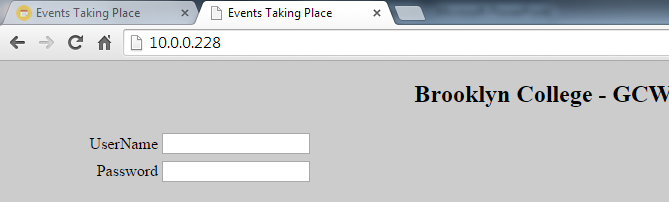 Events Taking Place
Events Taking Place
10.0.0.228
Brooklyn College - GCW
UserName
Password